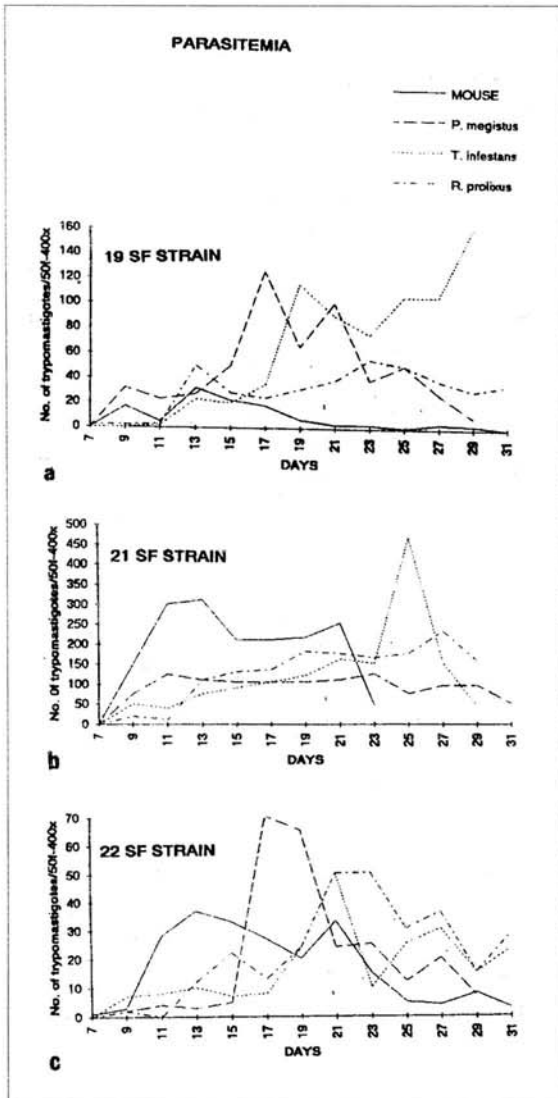 PARASITEMIA
MOUSE
P. megistus
T. infestans
R. prolixus
No. of trypomastigotes/50f-400x
160
140
120
100
80
60
40
20
0
19 SF STRAIN
7 9 11 13 15 17 19 21 23 25 27 29 31
DAYS
a
No. 0f trypomastigotes/50f-400x
500
450
400
350
300
250
200
150
100
50
0
21 SF STRAIN
7 9 11 13 15 17 19 21 23 25 27 29 31
DAYS
b
No. of trypomastigotes/50f-400x
70
60
50
40
30
20
10
0
22 SF STRAIN
7 9 11 13 15 17 19 21 23 25 27 29 31
DAYS
c